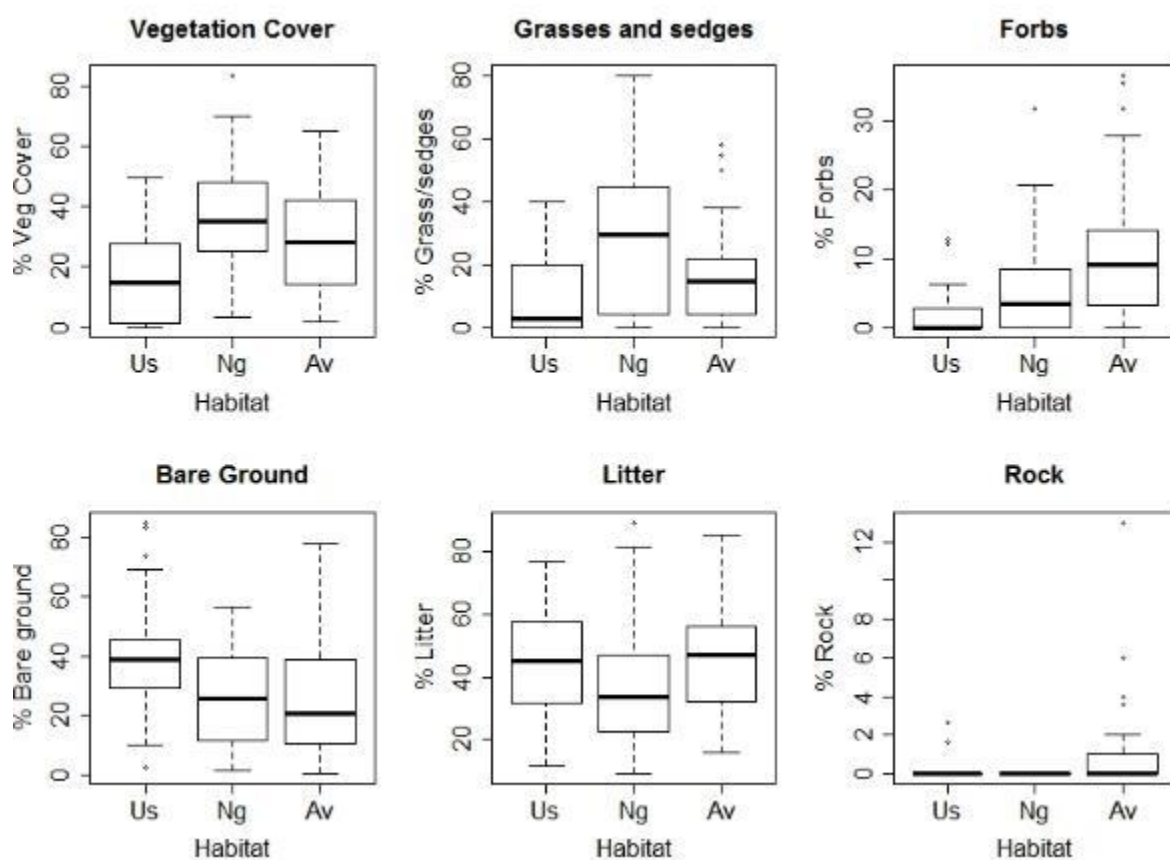 Vegetation Cover
% Veg Cover
0 20 40 60 80
Us Ng Av
Habitat
Grasses and sedges
% Grass/sedges
0 20 40 60 80
Us Ng Av
Habitat
Forbs
% Forbs
0 10 20 30
Us Ng Av
Habitat
Bare Ground
% Bare ground
0 20 40 60 80
Us Ng Av
Habitat
Litter
% Litter
20 40 60 80
Us Ng Av
Habitat
Rock
% Rock
0 2 4 6 8 12
Us Ng Av
Habitat